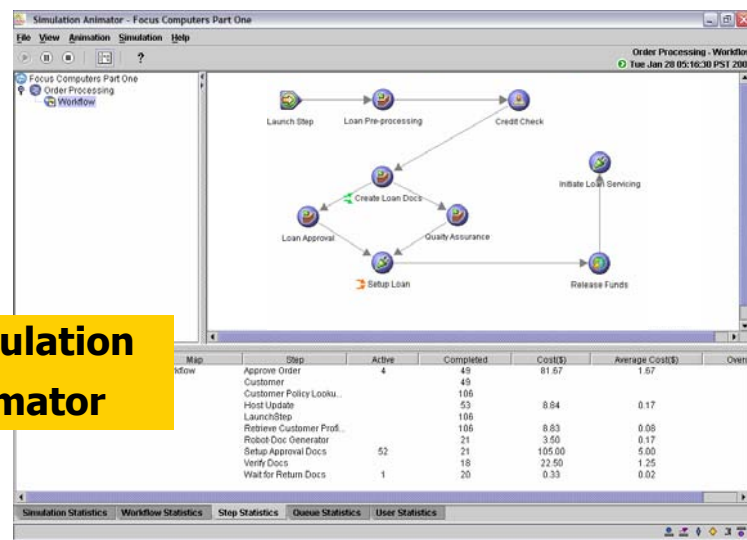 Simulation Animator - Focus Computers Part One
File View Animation Simulation Help
?
Order Processing - Workflow
Tue Jan 28 05:16:30 PST 200
Focus Computers Part One
Order Processing
Workflow
Launch Step
Loan Pre-processing
Credit Check
Create Loan Docs
Initiate Loan Servicing
Loan Approval
Quality Assurance
Setup Loan
Release Funds
ulation
mator
Map Step Active Completed Cost($) Average Cost($) Over
kflow Approve Order 4 49 81.67 1.67
Customer 49
Customer Policy Looku...
106
Host Update 53 8.84 0.17
LaunchStep 106
Retrieve Customer Profi... 106 8.83 0.08
Robot-Doc Generator 21 3.50 0.17
Setup Approval Docs 52 21 105.00 5.00
Verify Docs 18 22.50 1.25
Wait for Return Docs 1 20 0.33 0.02
Simulation Statistics Workflow Statistics Step Statistics Queue Statistics User Statistics